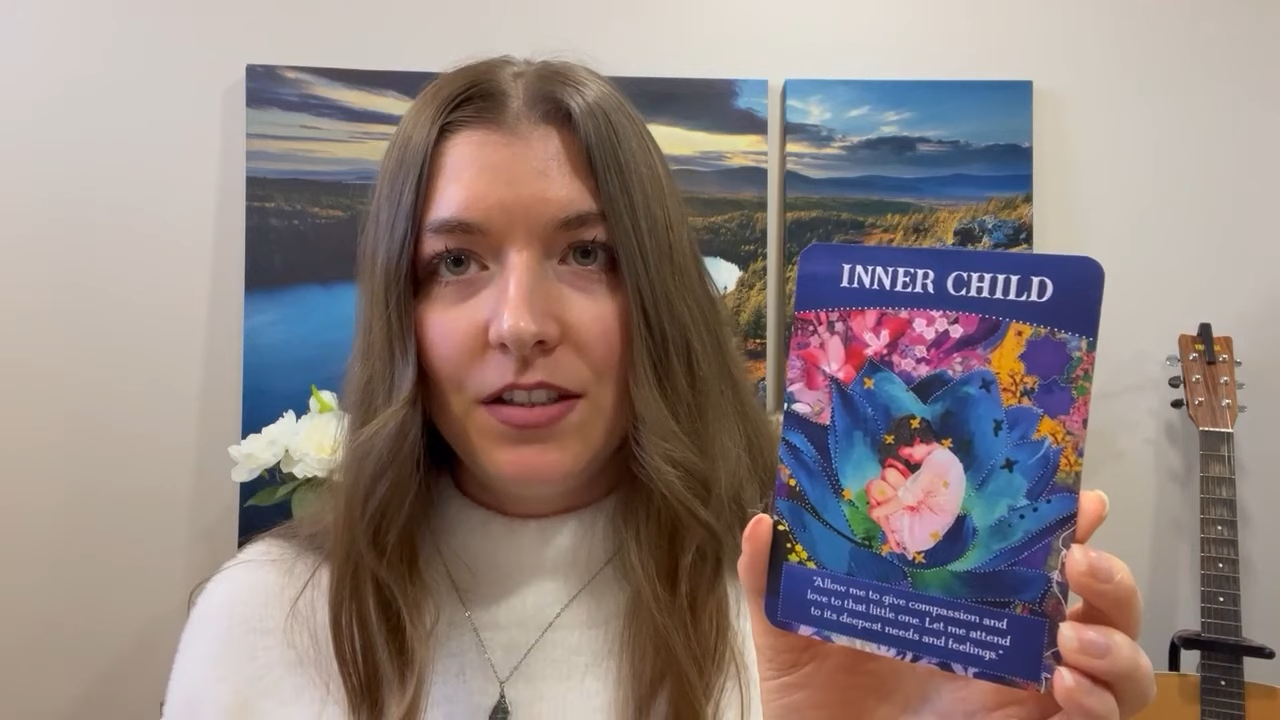 INNER CHILD
"Allow me to give compassion and
love to that little one. Let me attend
to its deepest needs and feelings."